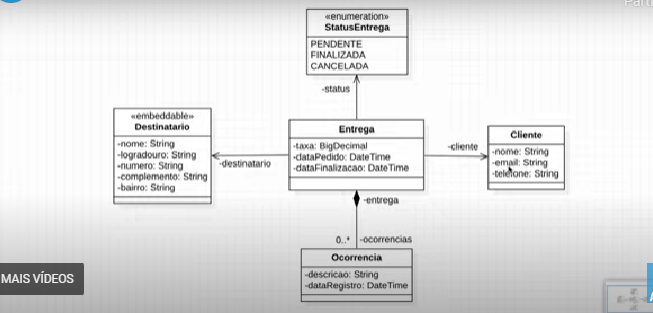 Part
«enumeration»
StatusEntrega
PENDENTE
FINALIZADA
CANCELADA
-status
«embeddable»
Destinatario
-nome: String
-logradouro: String
-numero: String
-complemento: String
-bairro: String
-destinatario
Entrega
-taxa: BigDecimal
-dataPedido: DateTime
-dataFinalizacao: DateTime
-cliente
Cliente
-nome: String
-email: String
-telefone: String
-entrega
0..* -ocorrencias
Ocorrencia
-descricao: String
-dataRegistro: DateTime
MAIS VÍDEOS